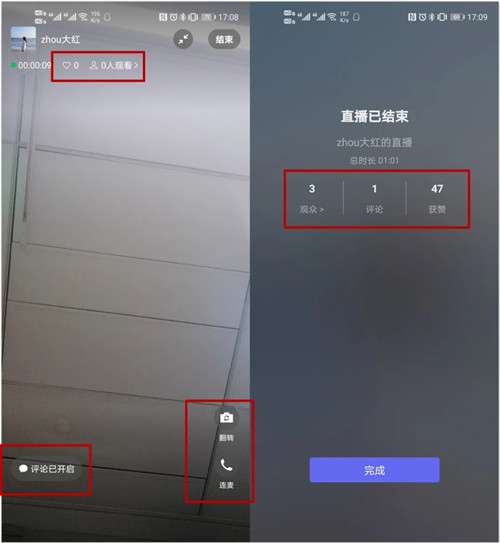 17:08
zhou大红
结束
00:00:09
0
0人观看>
评论已开启
翻转
连麦
17:09
直播已结束
zhou大红的直播
总时长 01:01
3
1
47
观众 >
评论
获赞
完成